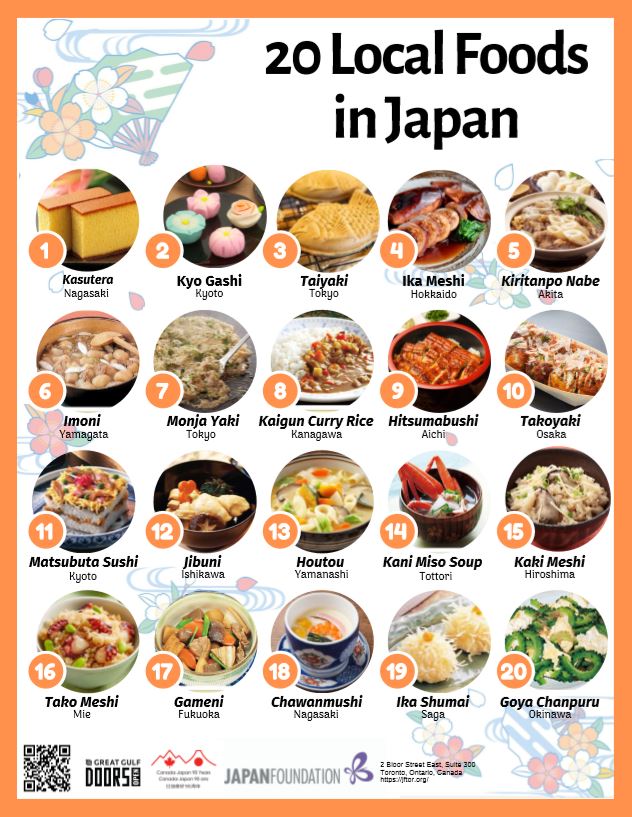 20 Local Foods
in Japan
1
Kasutera
Nagasaki
2
Kyo Gashi
Kyoto
3
Taiyaki
Tokyo
4
Ika Meshi
Hokkaido
5
Kiritanpo Nabe
Akita
6
Imoni
Yamagata
7
Monja Yaki
Tokyo
8
Kaigun Curry Rice
Kanagawa
9
Hitsumabushi
Aichi
10
Takoyaki
Osaka
11
Matsubuta Sushi
Kyoto
12
Jibuni
Ishikawa
13
Houtou
Yamanashi
14
Kani Miso Soup
Tottori
15
Kaki Meshi
Hiroshima
16
Tako Meshi
Mie
17
Gameni
Fukuoka
18
Chawanmushi
Nagasaki
19
Ika Shumai
Saga
20
Goya Chanpuru
Okinawa
GREAT GULF
DOORS OPEN
Canada Japan 95 Years
Canada Japon 95 ans
JAPANFOUNDATION
2 Bloor Street East, Suite 300
Toronto, Ontario, Canada
https://jftor.org/